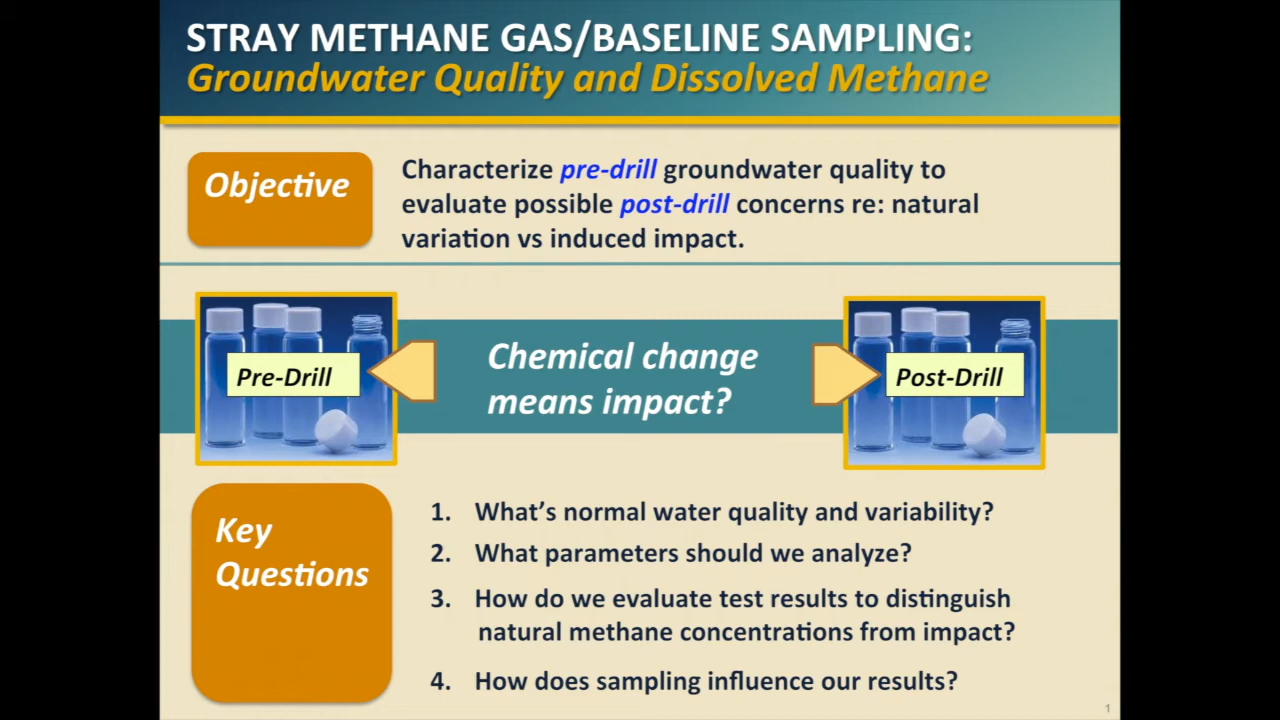 STRAY METHANE GAS/BASELINE SAMPLING:
Groundwater Quality and Dissolved Methane
Objective
Characterize pre-drill groundwater quality to
evaluate possible post-drill concerns re: natural
variation vs induced impact.
Pre-Drill
Chemical change
means impact?
Post-Drill
Key
Questions
1. What's normal water quality and variability?
2. What parameters should we analyze?
3. How do we evaluate test results to distinguish
natural methane concentrations from impact?
4. How does sampling influence our results?
1